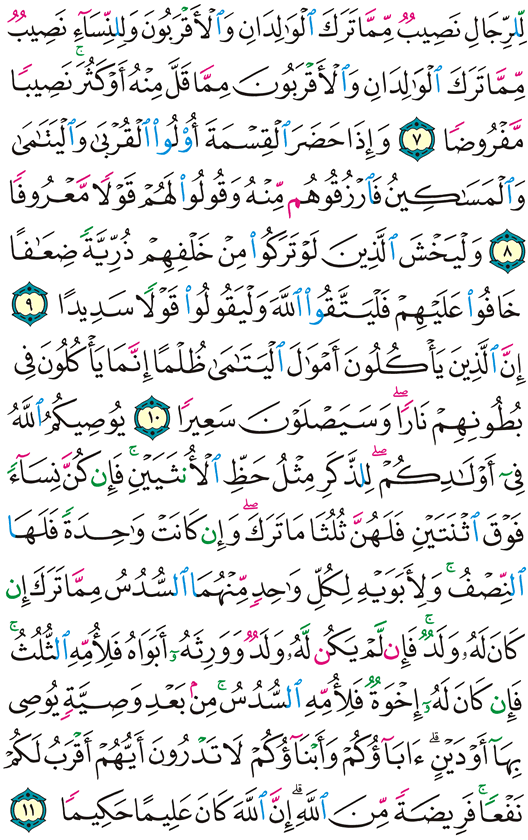 لِّلرِّجَالِ نَصِيبٌ مِّمَّا تَرَكَ ٱلْوَٰلِدَانِ وَٱلْأَقْرَبُونَ وَلِلنِّسَآءِ نَصِيبٌ
مِّمَّا تَرَكَ ٱلْوَٰلِدَانِ وَٱلْأَقْرَبُونَ مِمَّا قَلَّ مِنْهُ أَوْ كَثُرَ ۚ نَصِيبًا
مَّفْرُوضًا ٧ وَإِذَا حَضَرَ ٱلْقِسْمَةَ أُو۟لُوا۟ ٱلْقُرْبَىٰ وَٱلْيَتَٰمَىٰ
وَٱلْمَسَٰكِينُ فَٱرْزُقُوهُم مِّنْهُ وَقُولُوا۟ لَهُمْ قَوْلًا مَّعْرُوفًا
٨ وَلْيَخْشَ ٱلَّذِينَ لَوْ تَرَكُوا۟ مِنْ خَلْفِهِمْ ذُرِّيَّةً ضِعَٰفًا
خَافُوا۟ عَلَيْهِمْ فَلْيَتَّقُوا۟ ٱللَّهَ وَلْيَقُولُوا۟ قَوْلًا سَدِيدًا ٩
إِنَّ ٱلَّذِينَ يَأْكُلُونَ أَمْوَٰلَ ٱلْيَتَٰمَىٰ ظُلْمًا إِنَّمَا يَأْكُلُونَ فِى
بُطُونِهِمْ نَارًا ۖ وَسَيَصْلَوْنَ سَعِيرًا ١٠ يُوصِيكُمُ ٱللَّهُ
فِىٓ أَوْلَٰدِكُمْ ۖ لِلذَّكَرِ مِثْلُ حَظِّ ٱلْأُنثَيَيْنِ ۚ فَإِن كُنَّ نِسَآءً
فَوْقَ ٱثْنَتَيْنِ فَلَهُنَّ ثُلُثَا مَا تَرَكَ ۖ وَإِن كَانَتْ وَٰحِدَةً فَلَهَا
ٱلنِّصْفُ ۚ وَلِأَبَوَيْهِ لِكُلِّ وَٰحِدٍ مِّنْهُمَا ٱلسُّدُسُ مِمَّا تَرَكَ إِن
كَانَ لَهُۥ وَلَدٌ ۚ فَإِن لَّمْ يَكُن لَّهُۥ وَلَدٌ وَوَرِثَهُۥٓ أَبَوَاهُ فَلِأُمِّهِ ٱلثُّلُثُ ۚ
فَإِن كَانَ لَهُۥٓ إِخْوَةٌ فَلِأُمِّهِ ٱلسُّدُسُ ۚ مِنۢ بَعْدِ وَصِيَّةٍ يُوصِى
بِهَآ أَوْ دَيْنٍ ۗ ءَابَآؤُكُمْ وَأَبْنَآؤُكُمْ لَا تَدْرُونَ أَيُّهُمْ أَقْرَبُ لَكُمْ
نَفْعًا ۚ فَرِيضَةً مِّنَ ٱللَّهِ ۗ إِنَّ ٱللَّهَ كَانَ عَلِيمًا حَكِيمًا ١١